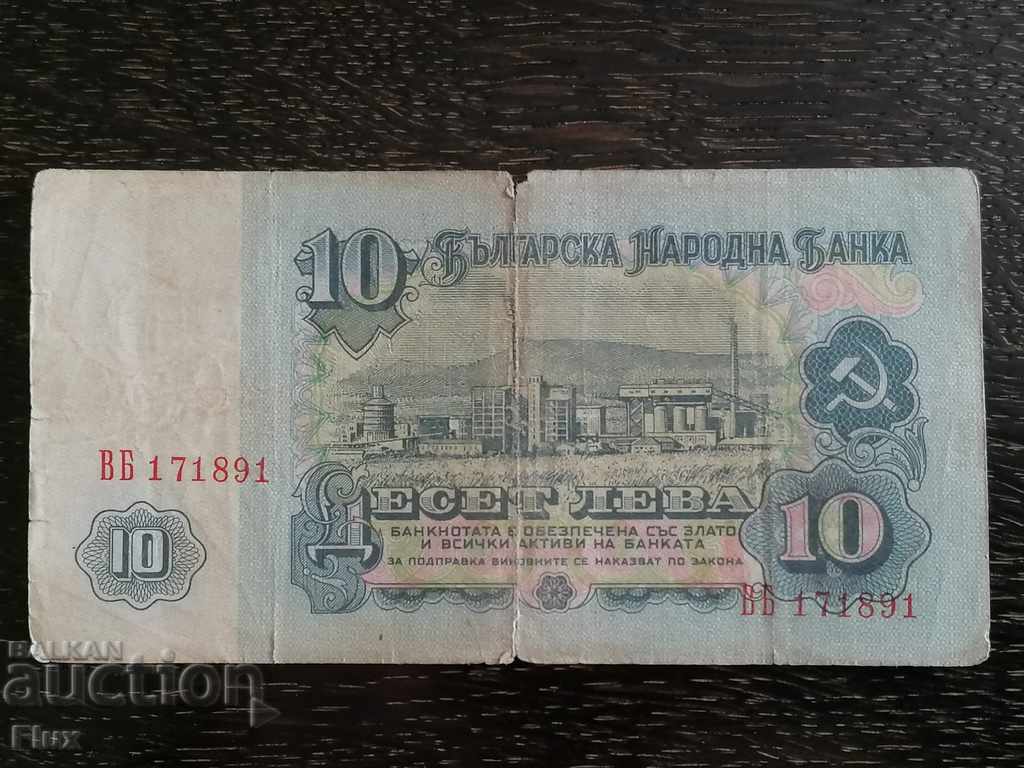 10 БЪЛГАРСКА НАРОДНА БАНКА
ВБ 171891
ДЕСЕТ ЛЕВА
БАНКНОТАТА Е ОБЕЗПЕЧЕНА СЪС ЗЛАТО
И ВСИЧКИ АКТИВИ НА БАНКАТА
ЗА ПОДПРАВКА ВИНОВНИТЕ СЕ НАКАЗВАТ ПО ЗАКОНА
10
10
ВБ 171891
BALKAN
auction
Flux